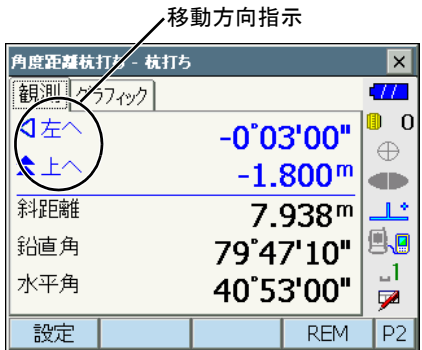 移動方向指示
角度距離杭打ち - 杭打ち
観測 グラフィック
左へ -0°03'00"
0
上へ -1.800m
斜距離 7.938m
鉛直角 79°47'10"
水平角 40°53'00"
1
設定 REM P2